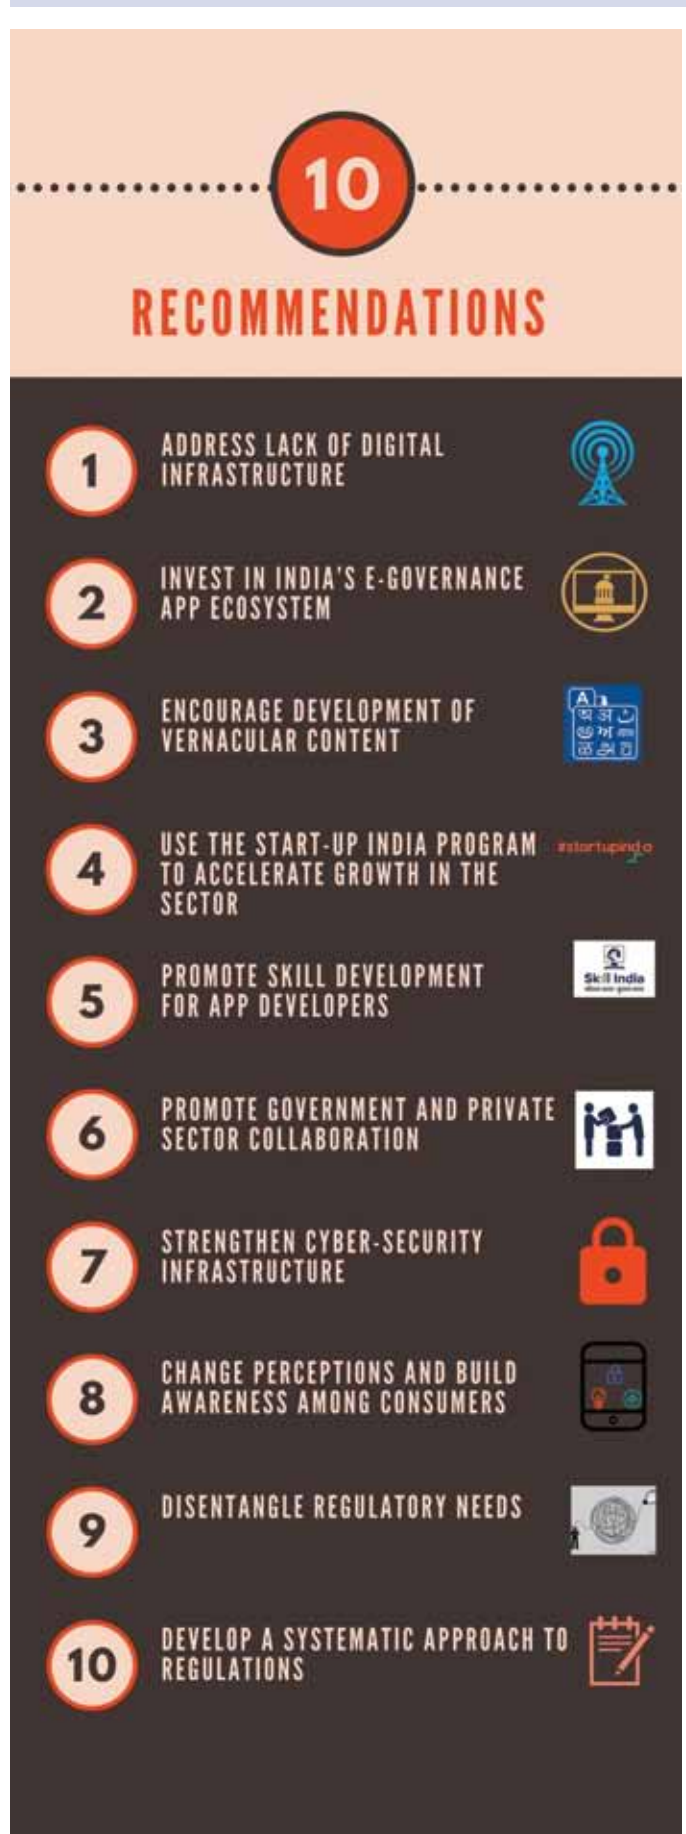 10
RECOMMENDATIONS
1
ADDRESS LACK OF DIGITAL
INFRASTRUCTURE
2
INVEST IN INDIA'S E-GOVERNANCE
APP ECOSYSTEM
3
ENCOURAGE DEVELOPMENT OF
VERNACULAR CONTENT
A
অ अ
4
USE THE START-UP INDIA PROGRAM
TO ACCELERATE GROWTH IN THE
SECTOR
#startupindia
5
PROMOTE SKILL DEVELOPMENT
FOR APP DEVELOPERS
Skill India
6
PROMOTE GOVERNMENT AND PRIVATE
SECTOR COLLABORATION
7
STRENGTHEN CYBER-SECURITY
INFRASTRUCTURE
8
CHANGE PERCEPTIONS AND BUILD
AWARENESS AMONG CONSUMERS
9
DISENTANGLE REGULATORY NEEDS
10
DEVELOP A SYSTEMATIC APPROACH TO
REGULATIONS